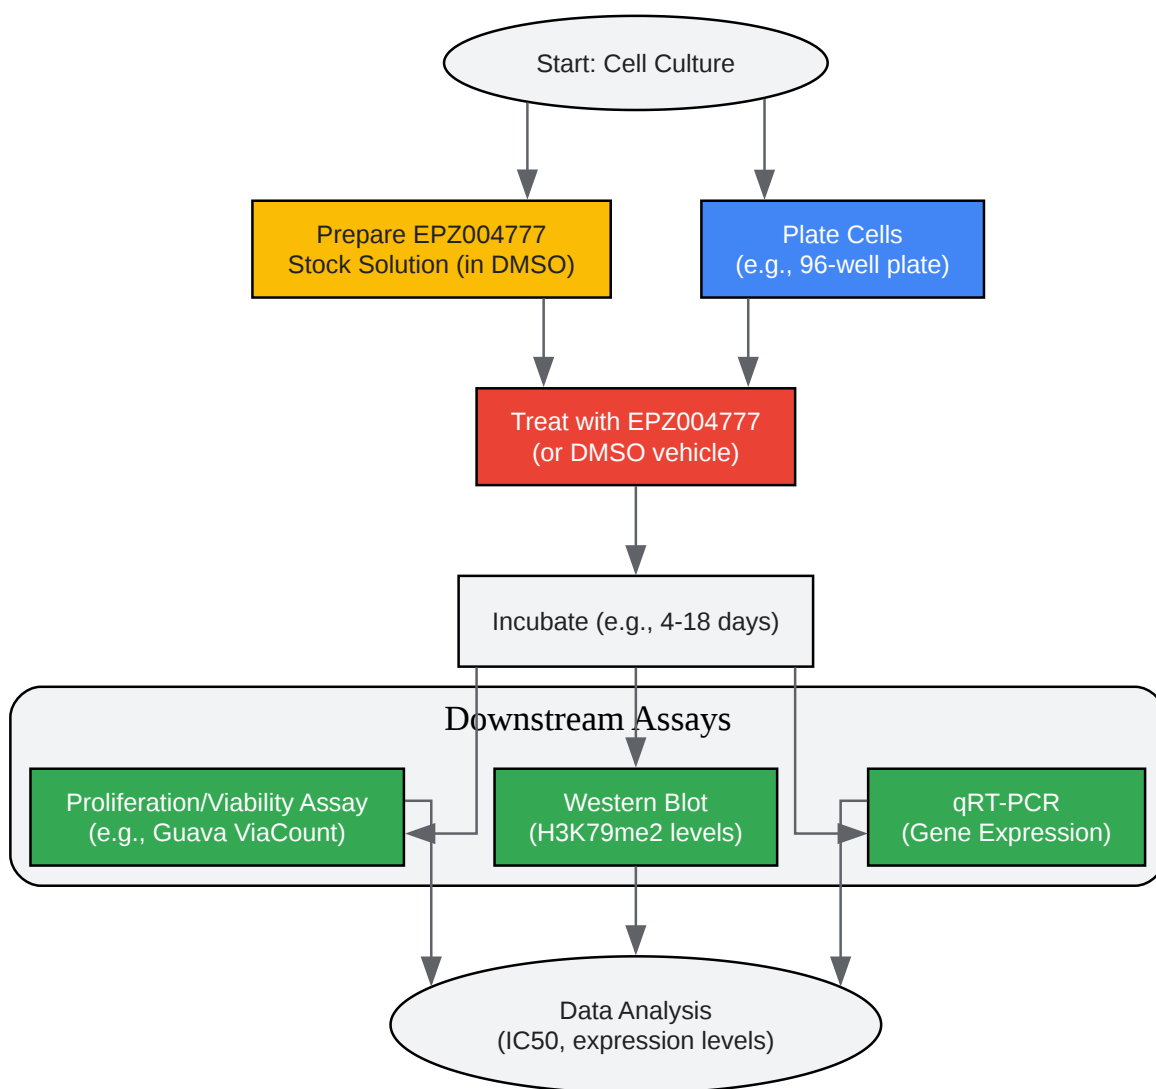 Start: Cell Culture
Prepare EPZ004777
Stock Solution (in DMSO)
Plate Cells
(e.g., 96-well plate)
Treat with EPZ004777
(or DMSO vehicle)
Incubate (e.g., 4-18 days)
Downstream Assays
Proliferation/Viability Assay
(e.g., Guava ViaCount)
Western Blot
(H3K79me2 levels)
qRT-PCR
(Gene Expression)
Data Analysis
(IC50, expression levels)